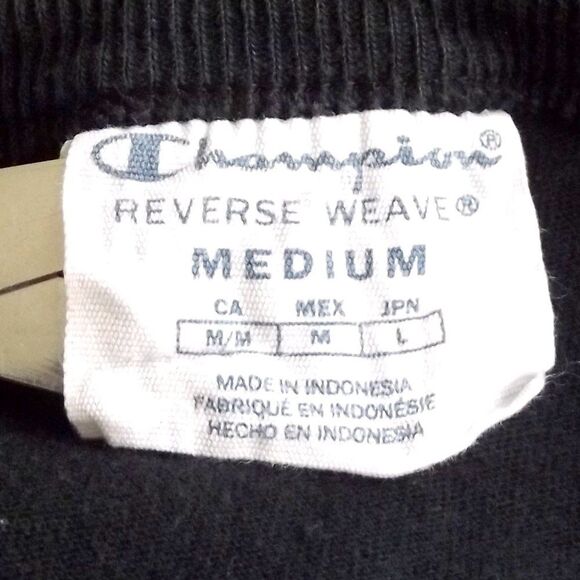 Champion®
REVERSE WEAVE®
MEDIUM
CA MEX JPN
M/M M L
MADE IN INDONESIA
FABRIQUÉ EN INDONÉSIE
HECHO EN INDONESIA